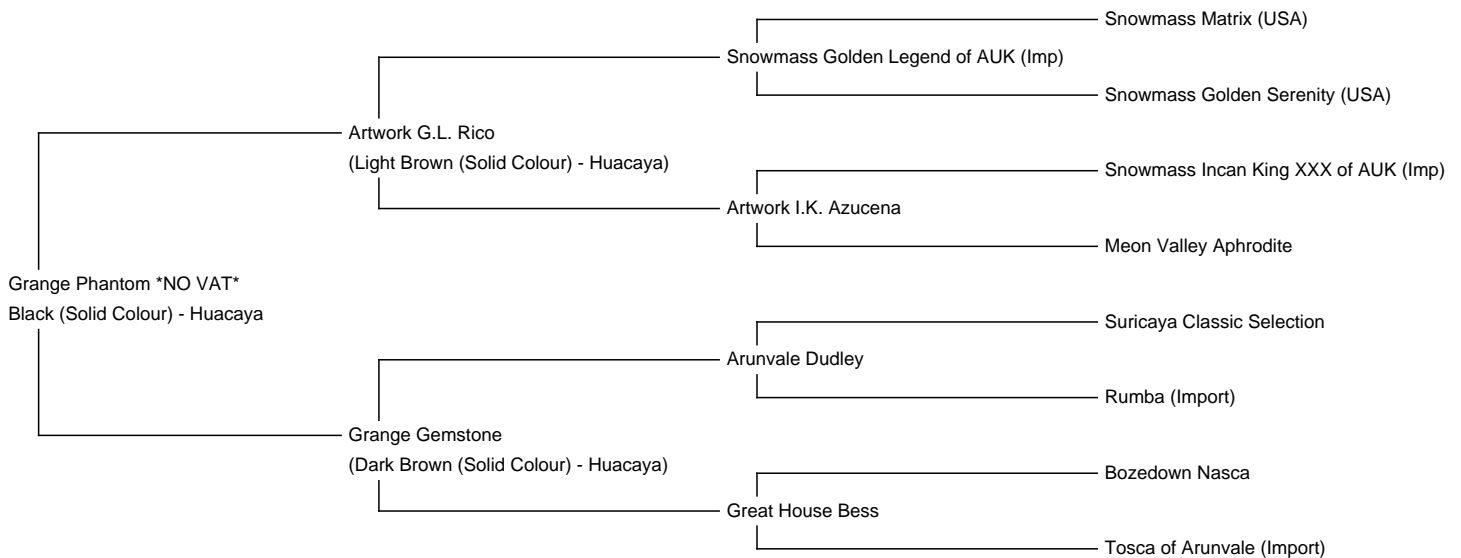 Snowmass Matrix (USA)
Snowmass Golden Legend of AUK (Imp)
Snowmass Golden Serenity (USA)
Artwork G.L. Rico
(Light Brown (Solid Colour) - Huacaya)
Snowmass Incan King XXX of AUK (Imp)
Artwork I.K. Azucena
Meon Valley Aphrodite
Grange Phantom *NO VAT*
Black (Solid Colour) - Huacaya
Suricaya Classic Selection
Arunvale Dudley
Rumba (Import)
Grange Gemstone
(Dark Brown (Solid Colour) - Huacaya)
Bozedown Nasca
Great House Bess
Tosca of Arunvale (Import)